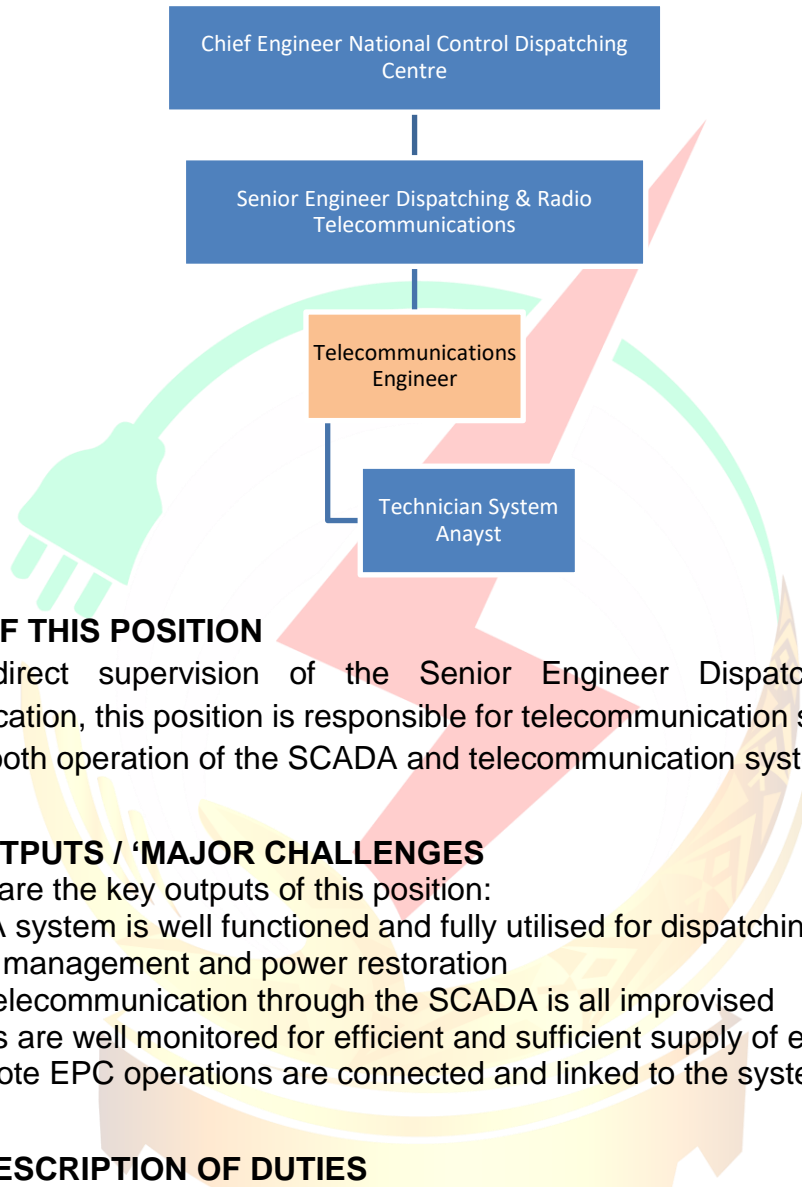 Chief Engineer National Control Dispatching
Centre
Senior Engineer Dispatching & Radio
Telecommunications
Telecommunications
Engineer
Technician System
Anayst
F THIS POSITION
direct supervision of the Senior Engineer Dispatc
cation, this position is responsible for telecommunication s
ooth operation of the SCADA and telecommunication syst
TPUTS / ‘MAJOR CHALLENGES
are the key outputs of this position:
A system is well functioned and fully utilised for dispatchin
management and power restoration
elecommunication through the SCADA is all improvised
s are well monitored for efficient and sufficient supply of e
ote EPC operations are connected and linked to the syste
ESCRIPTION OF DUTIES